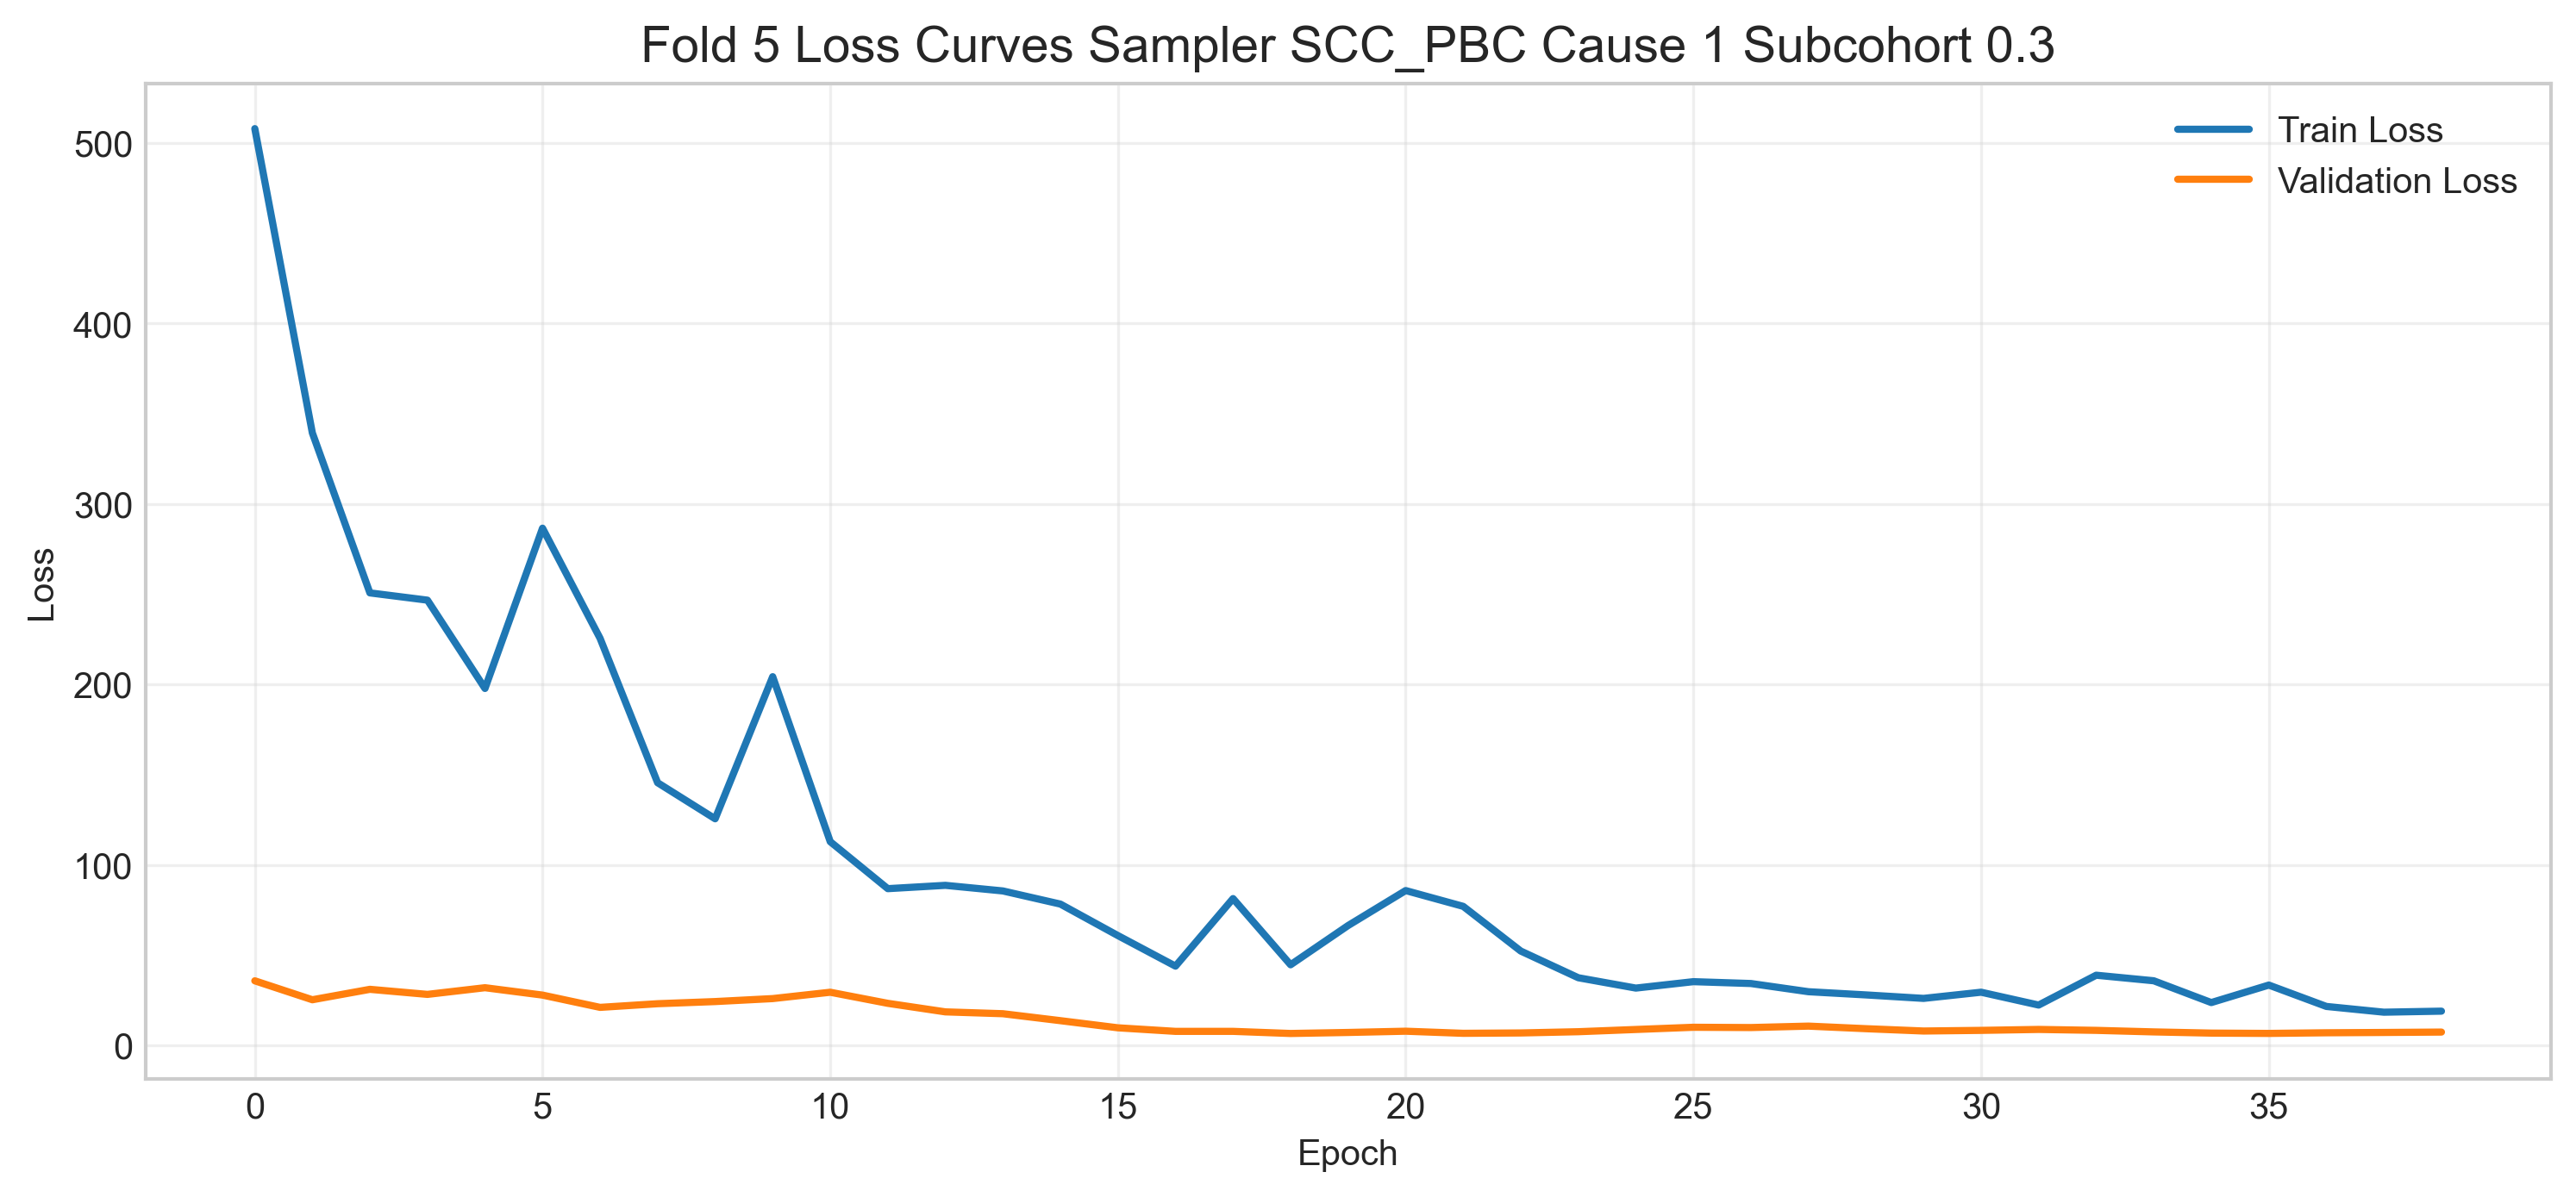 Fold 5 Loss Curves Sampler SCC_PBC Cause 1 Subcohort 0.3
Train Loss
Validation Loss
500
400
300
200
100
0
Loss
0 5 10 15 20 25 30 35
Epoch